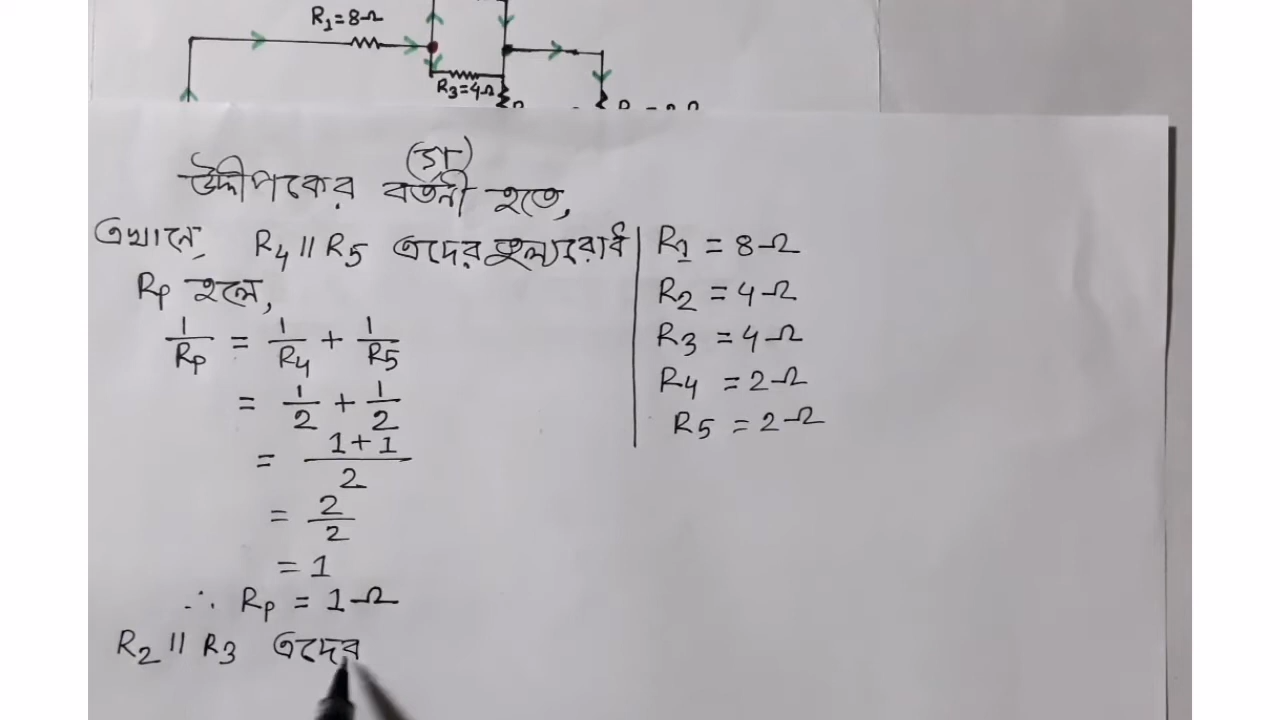 R₁=8Ω
R₃=4Ω
(গ)
উদ্দীপকের বর্তনী হতে,
এখানে, R₄ || R₅ এদের তুল্যরোধ
Rₚ হলে,
1/Rₚ = 1/R₄ + 1/R₅
= 1/2 + 1/2
= (1+1)/2
= 2/2
= 1
∴ Rₚ = 1Ω
R₂ || R₃ এদের
R₁ = 8Ω
R₂ = 4Ω
R₃ = 4Ω
R₄ = 2Ω
R₅ = 2Ω